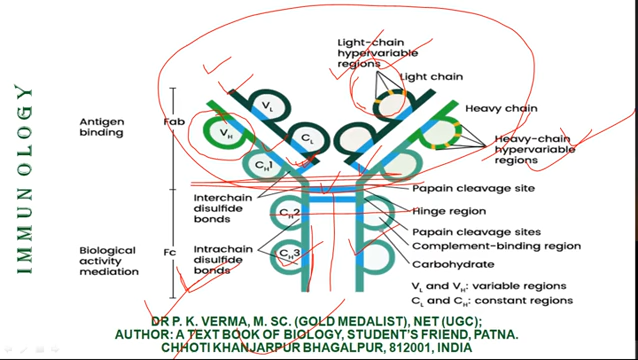 IMMUNOLOGY
Light-chain
hypervariable
regions
Light chain
Heavy chain
Heavy-chain
hypervariable
regions
Antigen
binding
Fab
VL
VH
CL
CH1
Papain cleavage site
Interchain
disulfide
bonds
CH2
Hinge region
Papain cleavage sites
Complement-binding region
Biological
activity
mediation
Fc
Intrachain
disulfide
bonds
CH3
Carbohydrate
VL and VH: variable regions
CL and CH: constant regions
DR P. K. VERMA, M. SC. (GOLD MEDALIST), NET (UGC);
AUTHOR: A TEXT BOOK OF BIOLOGY, STUDENT'S FRIEND, PATNA.
CHHOTI KHANJARPUR BHAGALPUR, 812001, INDIA